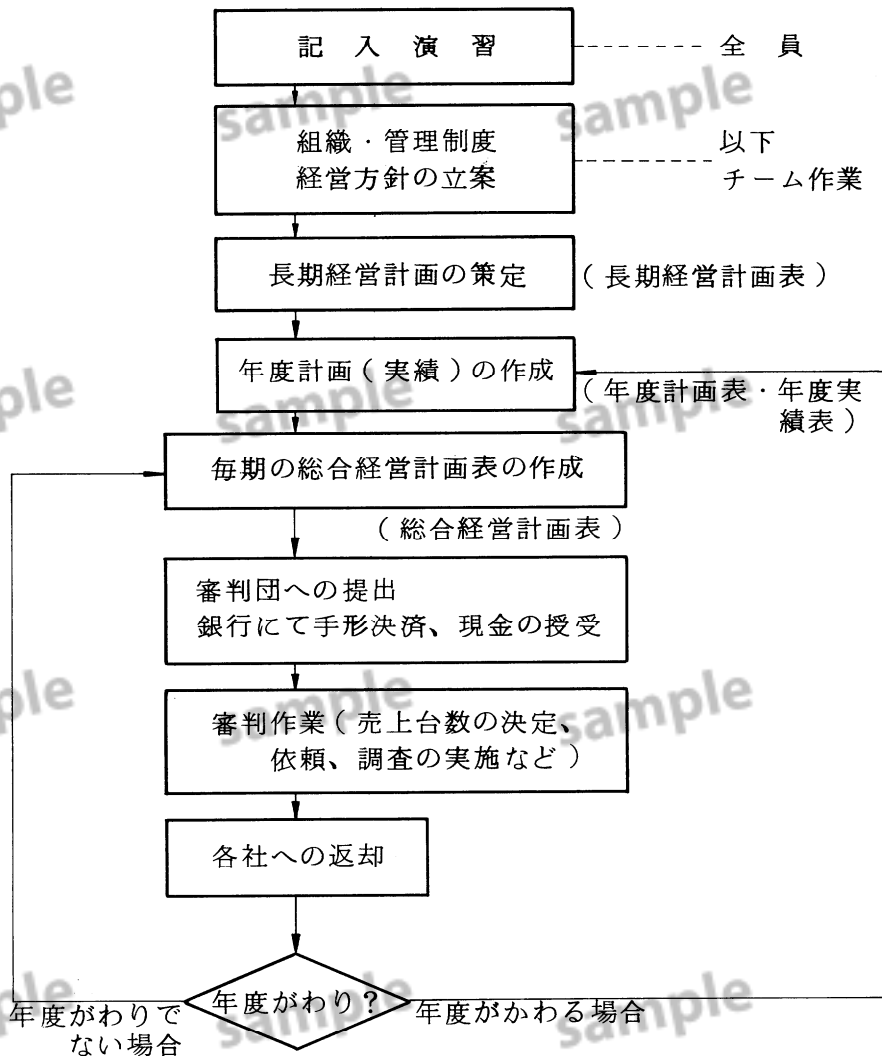 記入演習
全員
組織・管理制度
経営方針の立案
以下
チーム作業
長期経営計画の策定
(長期経営計画表)
年度計画(実績)の作成
(年度計画表・年度実
績表)
毎期の総合経営計画表の作成
(総合経営計画表)
審判団への提出
銀行にて手形決済、現金の授受
審判作業(売上台数の決定、
依頼、調査の実施など)
各社への返却
年度がわり?
年度がわりで
ない場合
年度がかわる場合
ple
sample
sample
ple
sample
sample
ple
sample
sample
ple
sample
sample